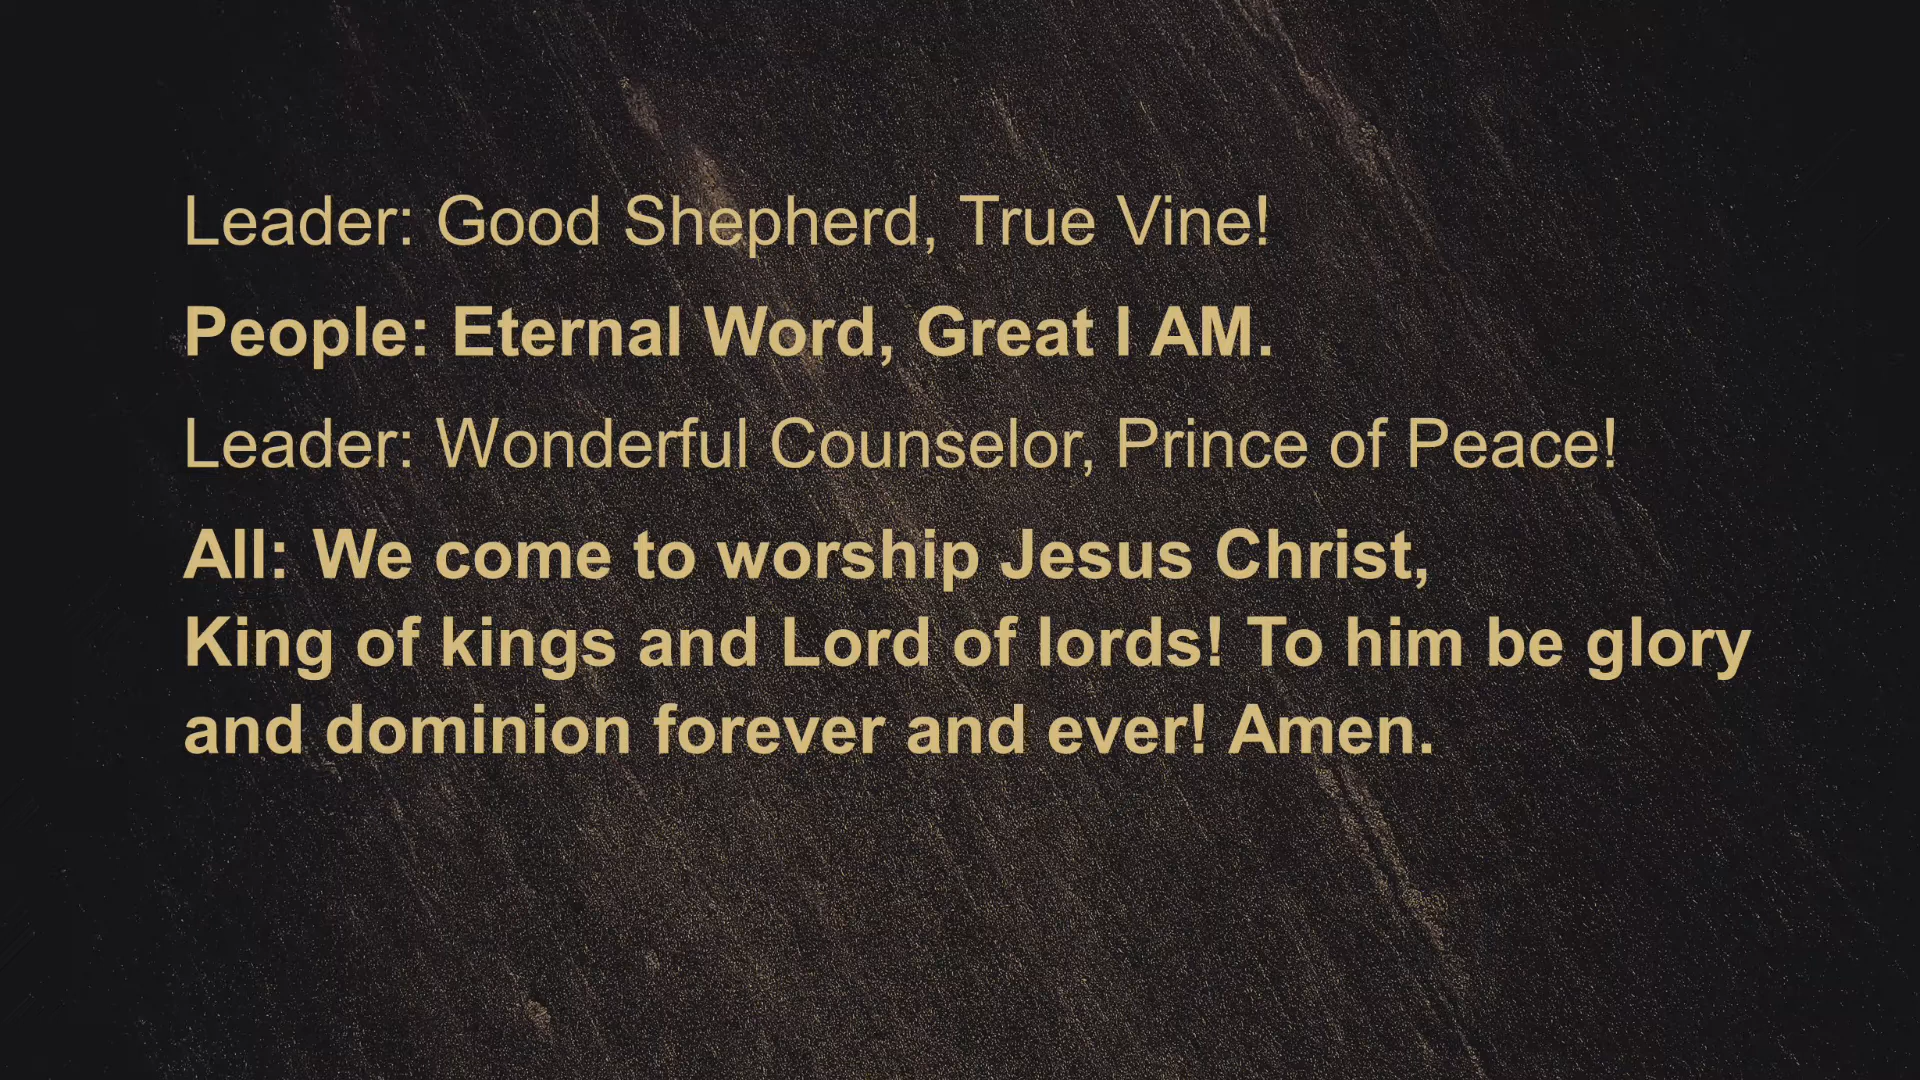 Leader: Good Shepherd, True Vine!
People: Eternal Word, Great I AM.
Leader: Wonderful Counselor, Prince of Peace!
All: We come to worship Jesus Christ,
King of kings and Lord of lords! To him be glory
and dominion forever and ever! Amen.